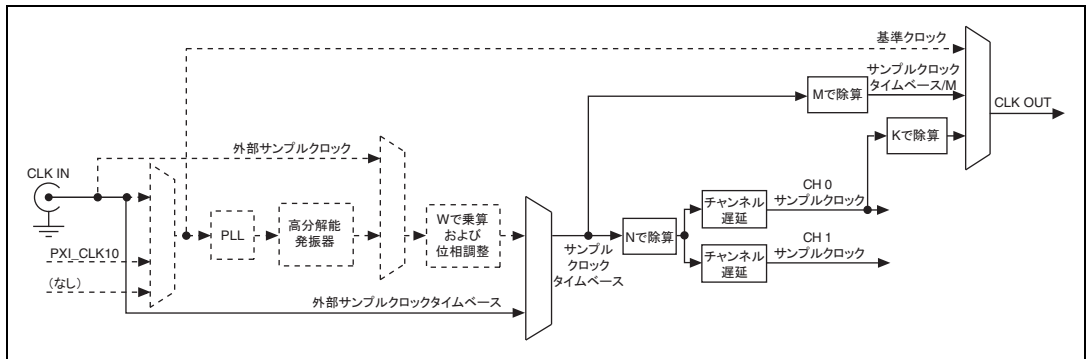 基準クロック
サンプルクロック
タイムベース/M
Mで除算
CLK OUT
Kで除算
外部サンプルクロック
CLK IN
PLL
高分解能
発振器
Wで乗算
および
位相調整
PXI_CLK10
(なし)
外部サンプルクロックタイムベース
サンプル
クロック
タイムベース
Nで除算
チャンネル
遅延
CH 0
サンプルクロック
チャンネル
遅延
CH 1
サンプルクロック